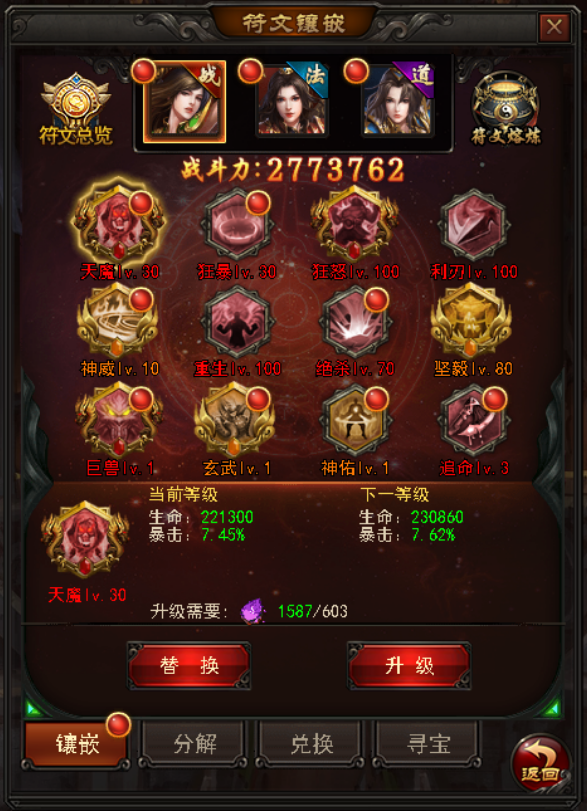 符文镶嵌
战 法 道
符文总览 符文熔炼
战斗力:2773762
天魔lv.30 狂暴lv.30 狂怒lv.100 利刃lv.100
神威lv.10 重生lv.100 绝杀lv.70 坚毅lv.80
巨兽lv.1 玄武lv.1 神佑lv.1 追命lv.3
当前等级 下一等级
生命: 221300 生命: 230860
暴击: 7.45% 暴击: 7.62%
天魔lv.30
升级需要: 1587/603
替换 升级
镶嵌 分解 兑换 寻宝 返回